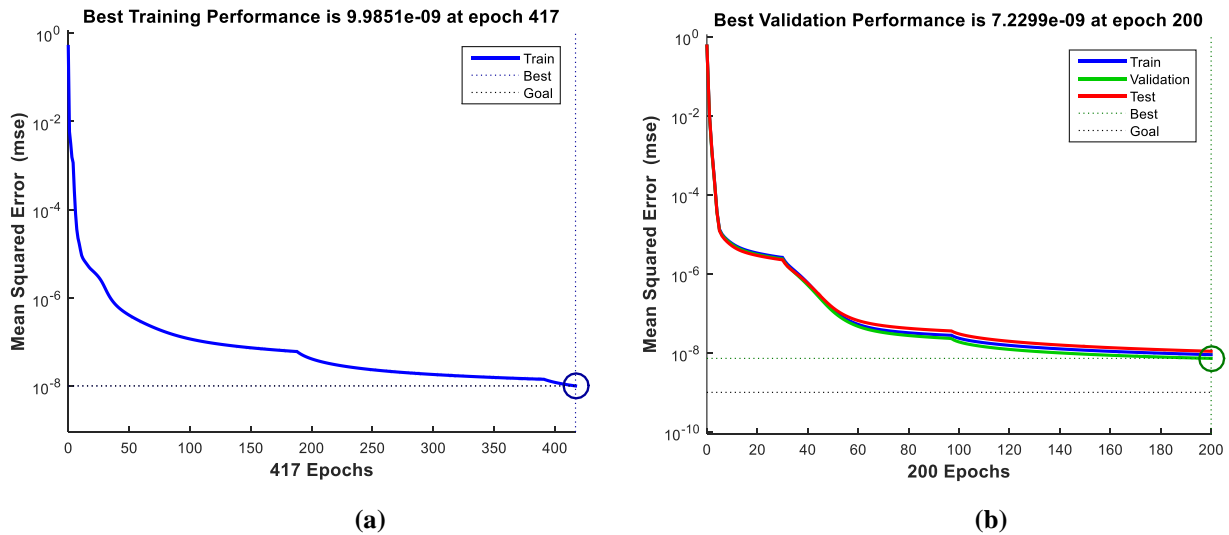 Best Training Performance is 9.9851e-09 at epoch 417
10^0
10^-2
10^-4
10^-6
10^-8
Mean Squared Error (mse)
Train
Best
Goal
0 50 100 150 200 250 300 350 400
417 Epochs
(a)
Best Validation Performance is 7.2299e-09 at epoch 200
10^0
10^-2
10^-4
10^-6
10^-8
10^-10
Mean Squared Error (mse)
Train
Validation
Test
Best
Goal
0 20 40 60 80 100 120 140 160 180 200
200 Epochs
(b)